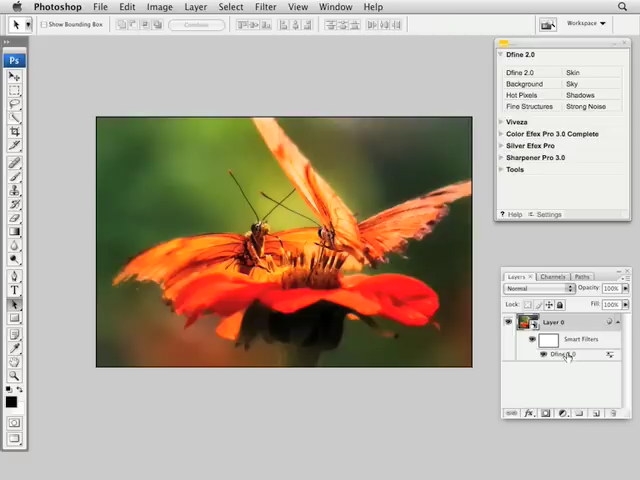 Photoshop File Edit Image Layer Select Filter View Window Help
Show Bounding Box Combine Workspace
Ps
Dfine 2.0
Dfine 2.0 Skin
Background Sky
Hot Pixels Shadows
Fine Structures Strong Noise
Viveza
Color Efex Pro 3.0 Complete
Silver Efex Pro
Sharpener Pro 3.0
Tools
? Help Settings
Layers Channels Paths
Normal Opacity: 100%
Lock: Fill: 100%
Layer 0
Smart Filters
Dfine 2.0
fx